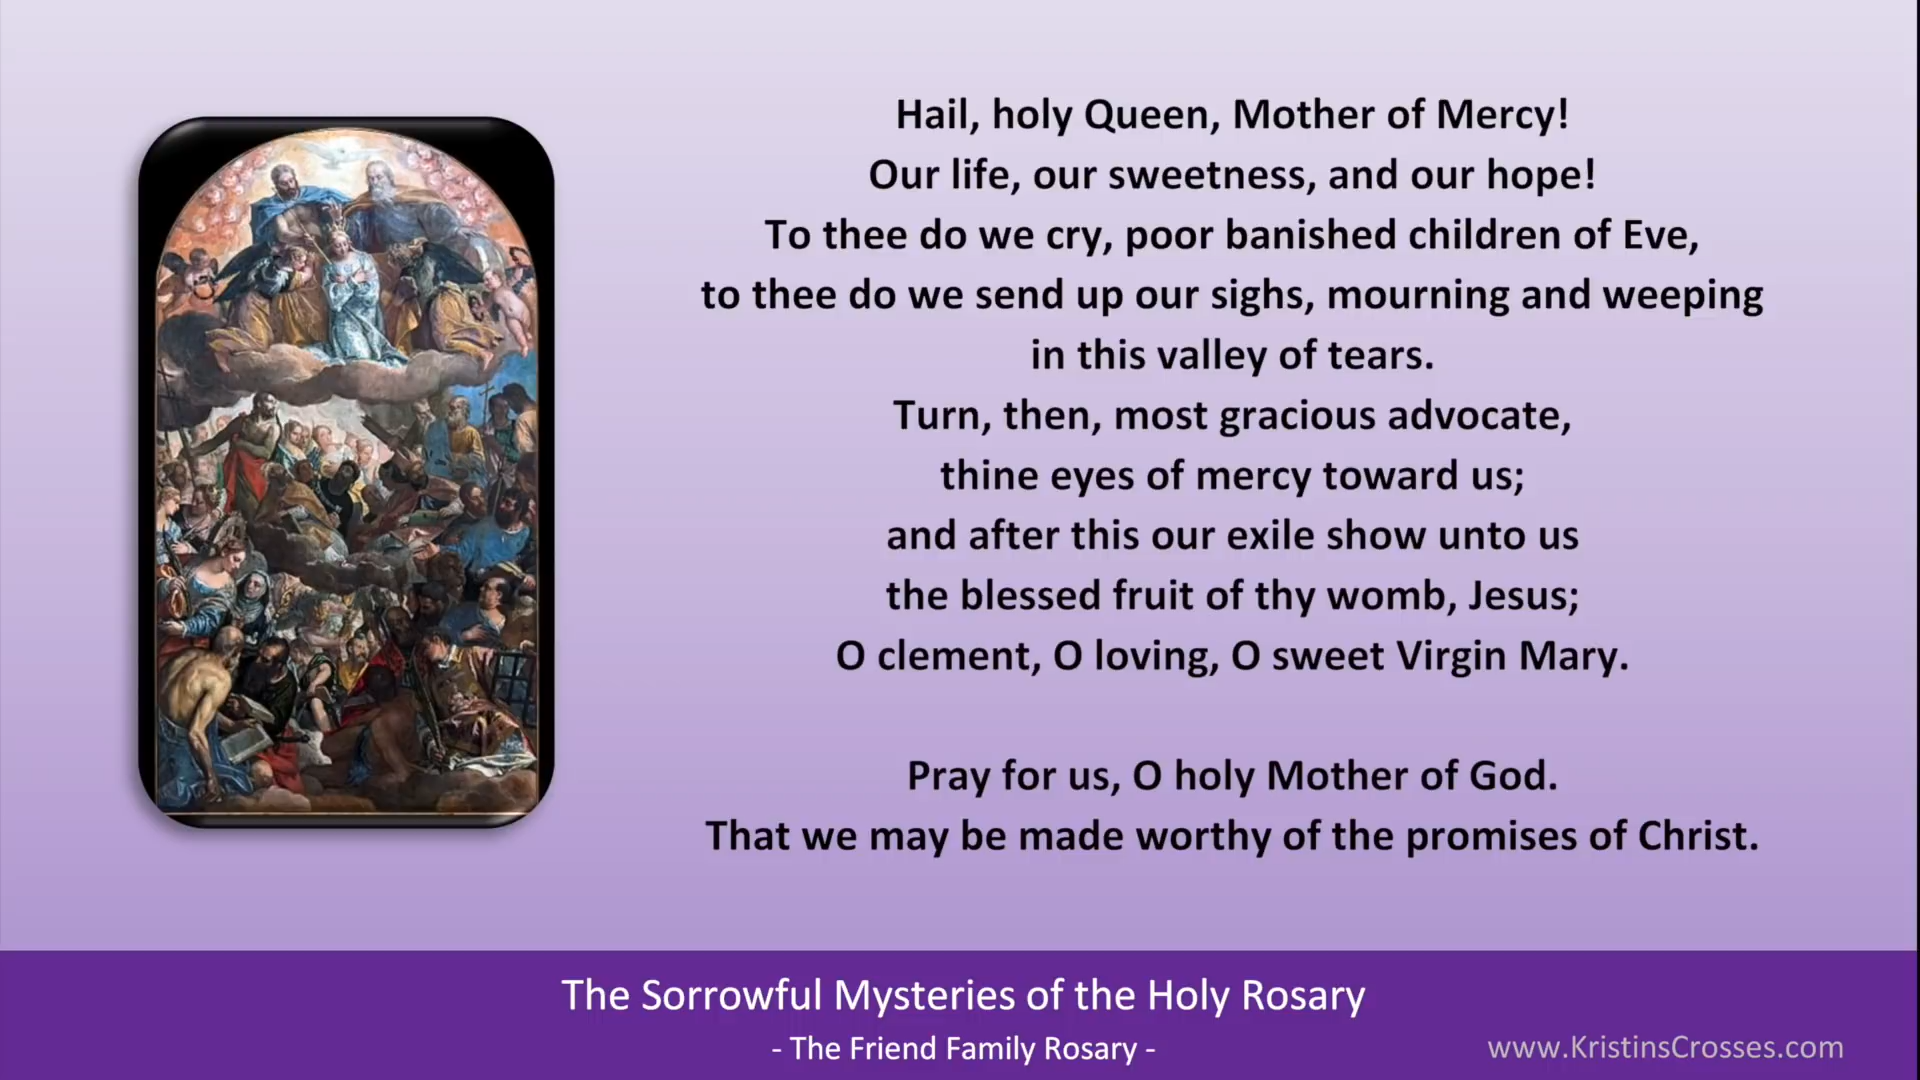 Hail, holy Queen, Mother of Mercy!
Our life, our sweetness, and our hope!
To thee do we cry, poor banished children of Eve,
to thee do we send up our sighs, mourning and weeping
in this valley of tears.
Turn, then, most gracious advocate,
thine eyes of mercy toward us;
and after this our exile show unto us
the blessed fruit of thy womb, Jesus;
O clement, O loving, O sweet Virgin Mary.
Pray for us, O holy Mother of God.
That we may be made worthy of the promises of Christ.
The Sorrowful Mysteries of the Holy Rosary
- The Friend Family Rosary -
www.KristinsCrosses.com